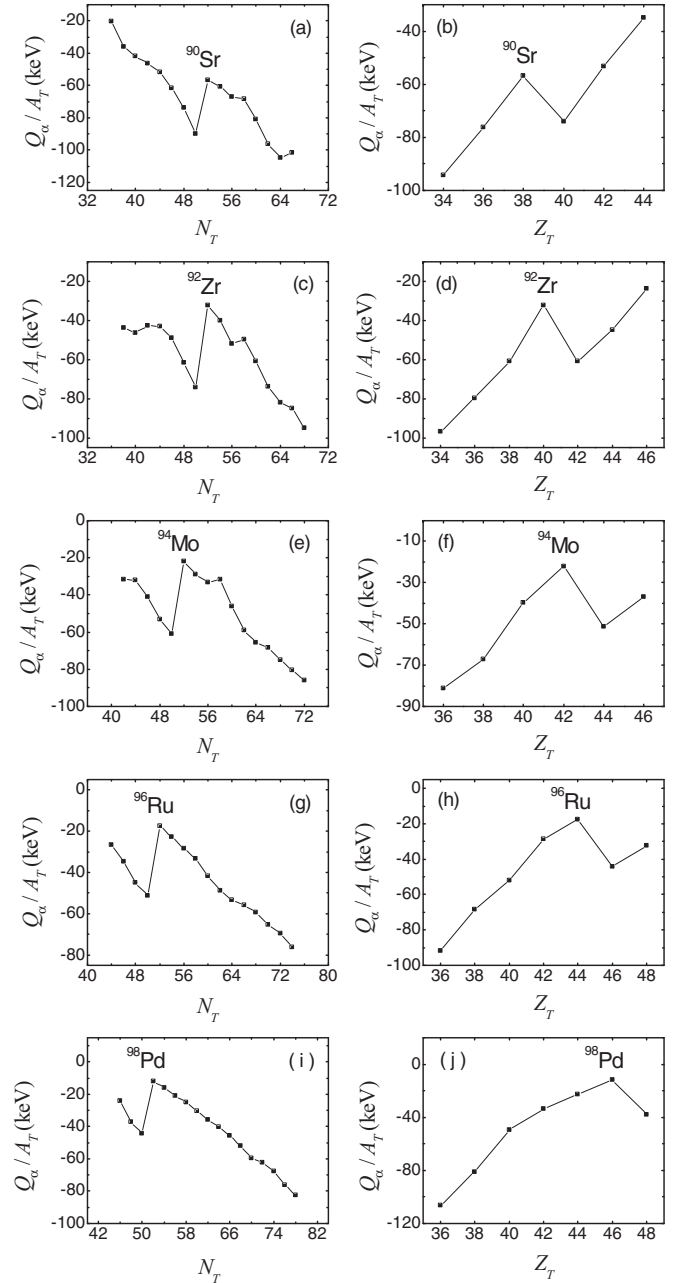 (a)
⁹⁰Sr
Q_α / A_T (keV)
-20
-40
-60
-80
-100
-120
32 40 48 56 64 72
N_T
(b)
⁹⁰Sr
Q_α / A_T (keV)
-40
-60
-80
-100
34 36 38 40 42 44
Z_T
(c)
⁹²Zr
Q_α / A_T (keV)
-20
-40
-60
-80
-100
32 40 48 56 64 72
N_T
(d)
⁹²Zr
Q_α / A_T (keV)
-20
-40
-60
-80
-100
34 36 38 40 42 44 46
Z_T
(e)
⁹⁴Mo
Q_α / A_T (keV)
0
-20
-40
-60
-80
-100
40 48 56 64 72
N_T
(f)
⁹⁴Mo
Q_α / A_T (keV)
-10
-30
-50
-70
-90
36 38 40 42 44 46
Z_T
(g)
⁹⁶Ru
Q_α / A_T (keV)
0
-20
-40
-60
-80
40 48 56 64 72 80
N_T
(h)
⁹⁶Ru
Q_α / A_T (keV)
0
-20
-40
-60
-80
-100
36 38 40 42 44 46 48
Z_T
( i )
⁹⁸Pd
Q_α / A_T (keV)
0
-20
-40
-60
-80
-100
42 50 58 66 74 82
N_T
( j )
⁹⁸Pd
Q_α / A_T (keV)
0
-40
-80
-120
36 38 40 42 44 46 48
Z_T